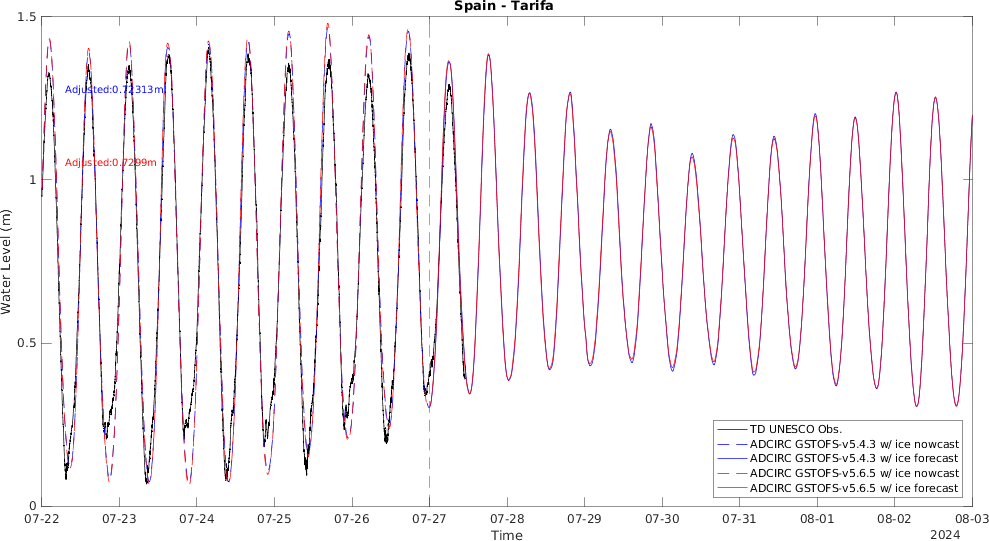 Spain - Tarifa
1.5
Adjusted:0.72313m
Adjusted:0.7299m
1
Water Level (m)
0.5
TD UNESCO Obs.
ADCIRC GSTOFS-v5.4.3 w/ ice nowcast
ADCIRC GSTOFS-v5.4.3 w/ ice forecast
ADCIRC GSTOFS-v5.6.5 w/ ice nowcast
ADCIRC GSTOFS-v5.6.5 w/ ice forecast
0
07-22 07-23 07-24 07-25 07-26 07-27 07-28 07-29 07-30 07-31 08-01 08-02 08-03
Time
2024